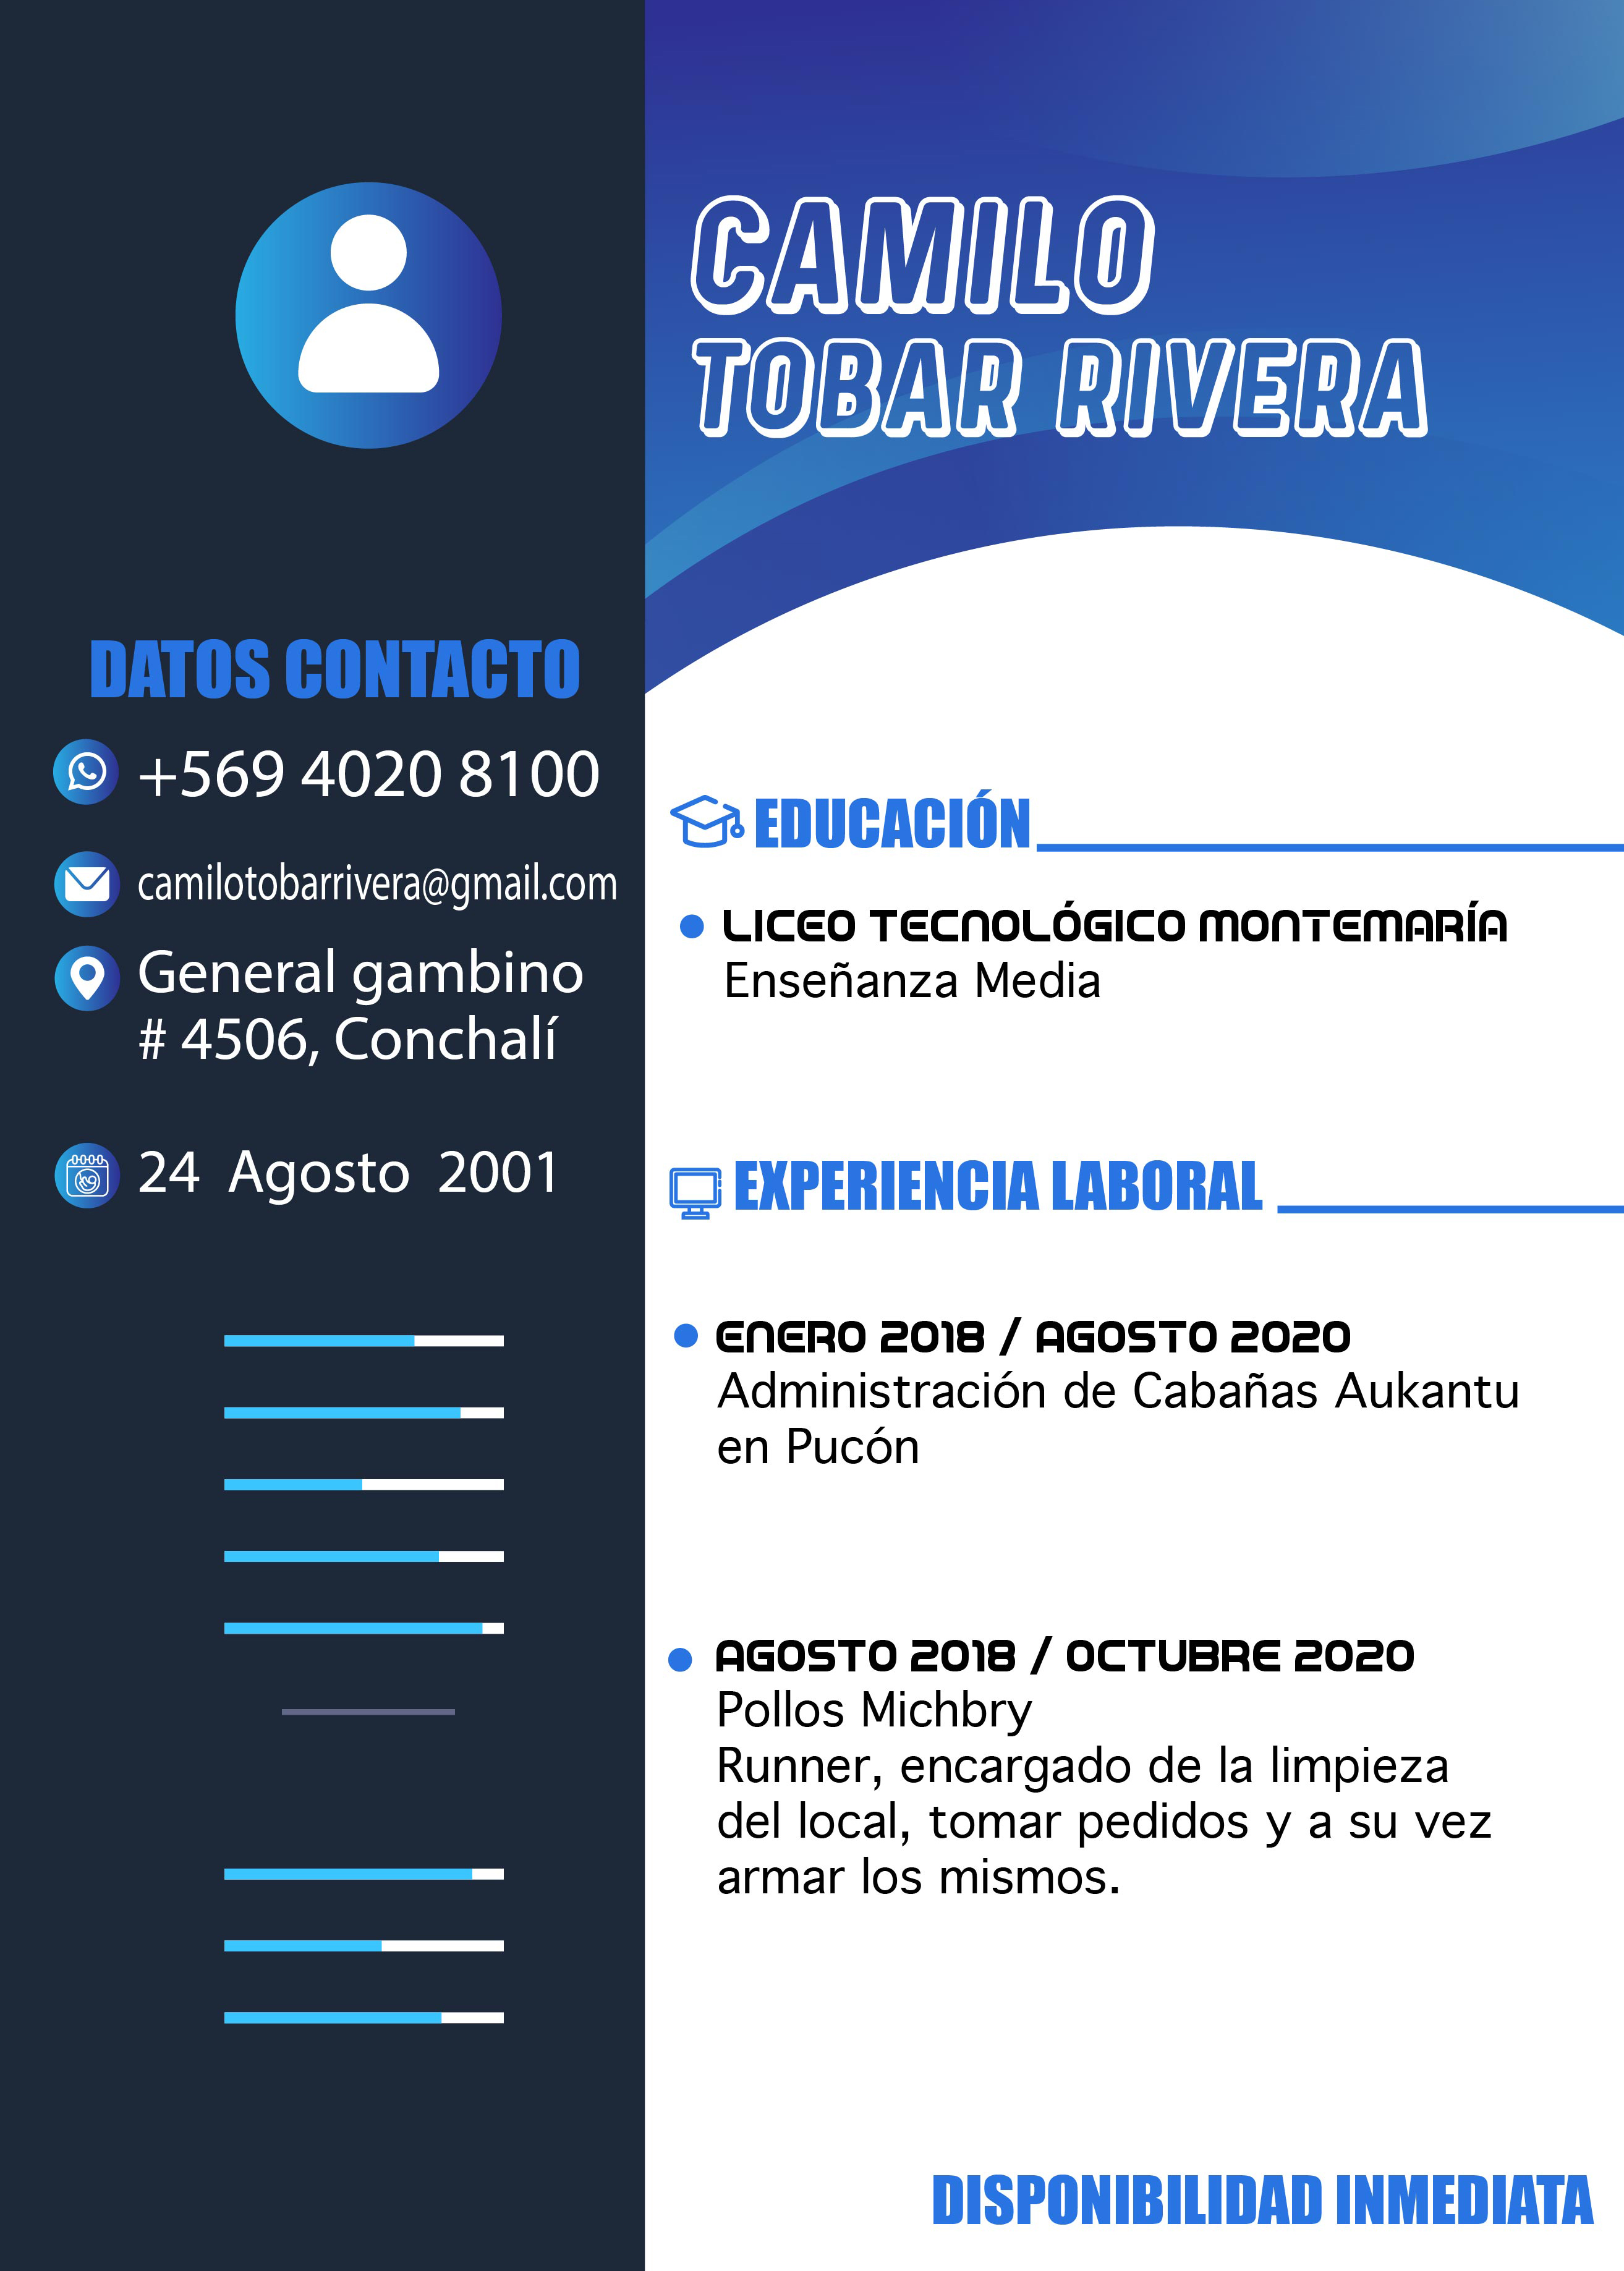 CAMILO
TOBAR RIVERA
DATOS CONTACTO
+569 4020 8100
camilotobarrivera@gmail.com
General gambino
# 4506, Conchalí
24 Agosto 2001
EDUCACIÓN
LICEO TECNOLÓGICO MONTEMARÍA
Enseñanza Media
EXPERIENCIA LABORAL
ENERO 2018 / AGOSTO 2020
Administración de Cabañas Aukantu
en Pucón
AGOSTO 2018 / OCTUBRE 2020
Pollos Michbry
Runner, encargado de la limpieza
del local, tomar pedidos y a su vez
armar los mismos.
DISPONIBILIDAD INMEDIATA